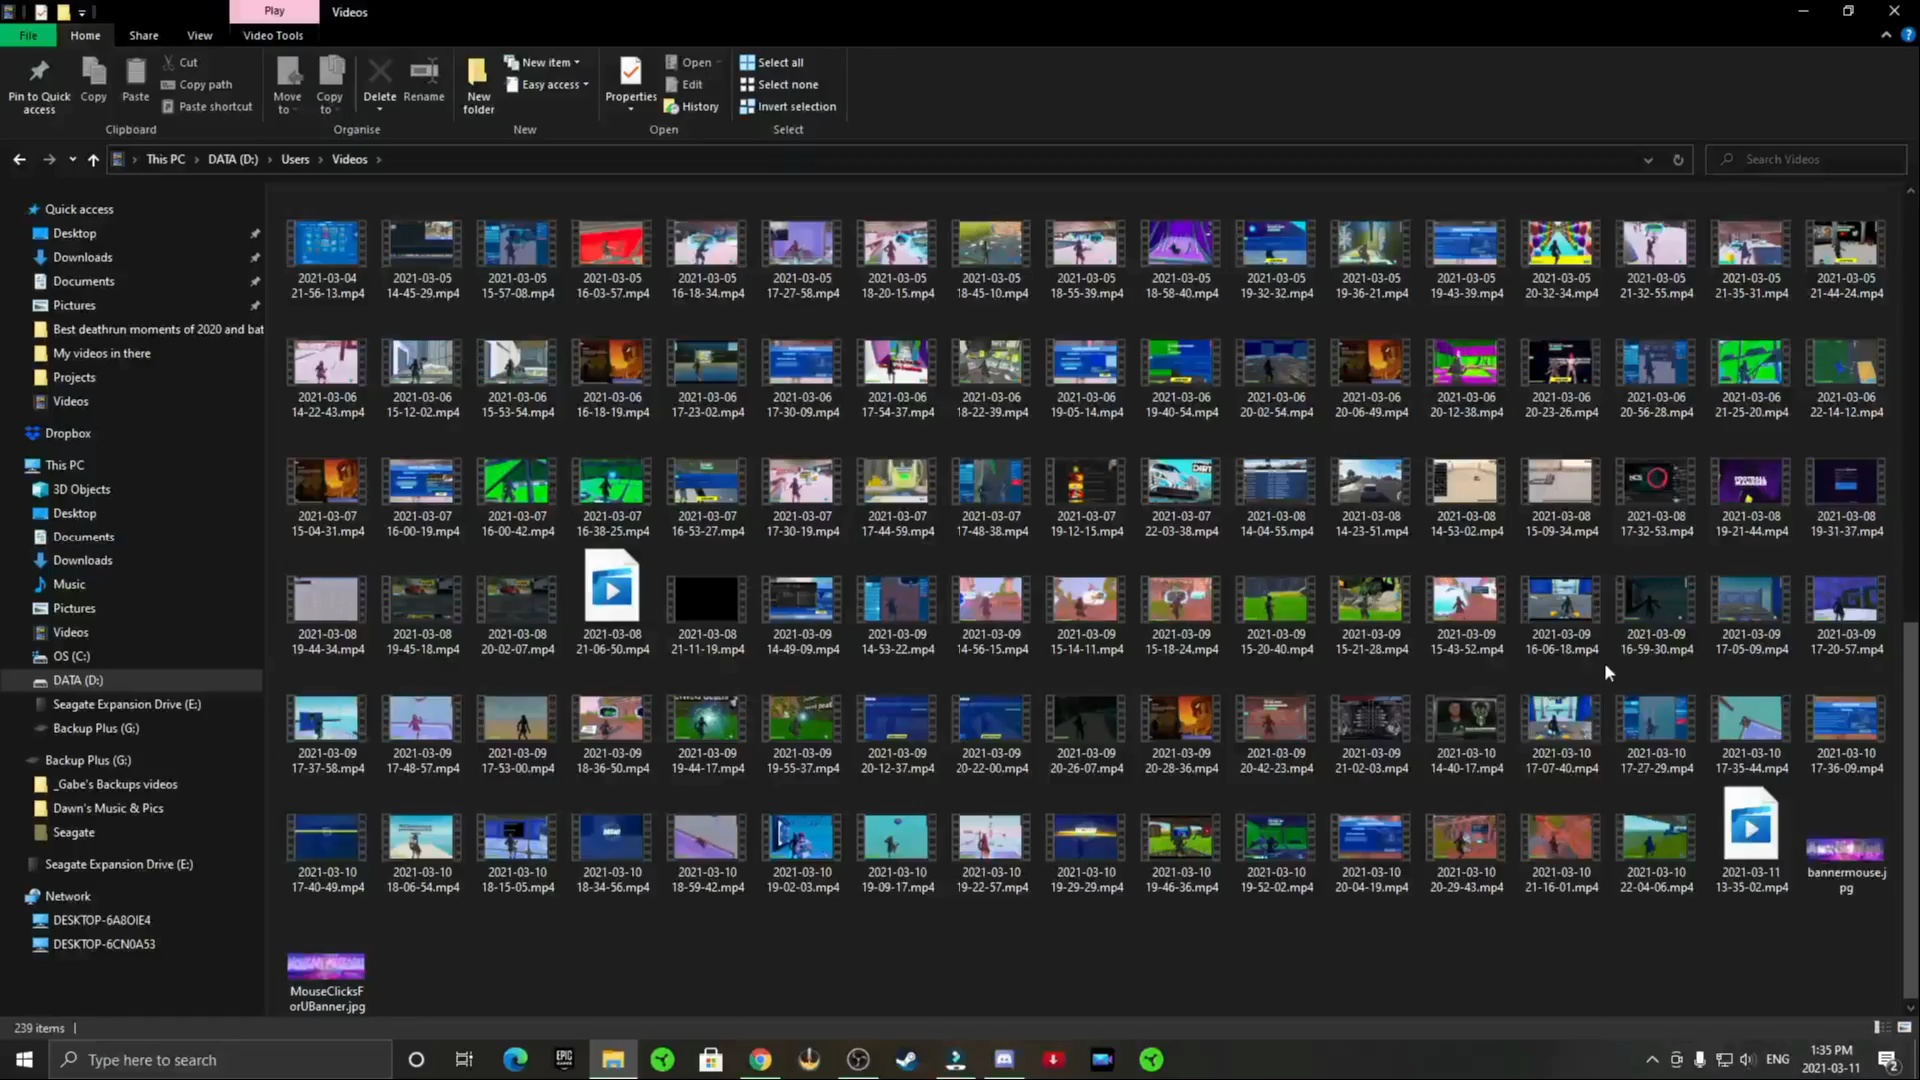 Play
Videos
File
Home
Share
View
Video Tools
Pin to Quick access
Copy
Paste
Cut
Copy path
Paste shortcut
Clipboard
Move to
Copy to
Delete
Rename
Organise
New folder
New item
Easy access
New
Properties
Open
Edit
History
Open
Select all
Select none
Invert selection
Select
This PC > DATA (D:) > Users > Videos >
Search Videos
Quick access
Desktop
Downloads
Documents
Pictures
Best deathrun moments of 2020 and bat
My videos in there
Projects
Videos
Dropbox
This PC
3D Objects
Desktop
Documents
Downloads
Music
Pictures
Videos
OS (C:)
DATA (D:)
Seagate Expansion Drive (E:)
Backup Plus (G:)
Backup Plus (G:)
_Gabe's Backups videos
Dawn's Music & Pics
Seagate
Seagate Expansion Drive (E:)
Network
DESKTOP-6A8OIE4
DESKTOP-6CN0A53
2021-03-04 2021-03-05 2021-03-05 2021-03-05 2021-03-05 2021-03-05 2021-03-05 2021-03-05 2021-03-05 2021-03-05 2021-03-05 2021-03-05 2021-03-05 2021-03-05 2021-03-05 2021-03-05 2021-03-05
21-56-13.mp4 14-45-29.mp4 15-57-08.mp4 16-03-57.mp4 16-18-34.mp4 17-27-58.mp4 18-20-15.mp4 18-45-10.mp4 18-55-39.mp4 18-58-40.mp4 19-32-32.mp4 19-36-21.mp4 19-43-39.mp4 20-32-34.mp4 21-32-55.mp4 21-35-31.mp4 21-44-24.mp4
2021-03-06 2021-03-06 2021-03-06 2021-03-06 2021-03-06 2021-03-06 2021-03-06 2021-03-06 2021-03-06 2021-03-06 2021-03-06 2021-03-06 2021-03-06 2021-03-06 2021-03-06 2021-03-06 2021-03-06
14-22-43.mp4 15-12-02.mp4 15-53-54.mp4 16-18-19.mp4 17-23-02.mp4 17-30-09.mp4 17-54-37.mp4 18-22-39.mp4 19-05-14.mp4 19-40-54.mp4 20-02-54.mp4 20-06-49.mp4 20-12-38.mp4 20-23-26.mp4 20-56-28.mp4 21-25-20.mp4 22-14-12.mp4
DIRT
NCS
FOOTBALL MANAGER
2021-03-07 2021-03-07 2021-03-07 2021-03-07 2021-03-07 2021-03-07 2021-03-07 2021-03-07 2021-03-07 2021-03-07 2021-03-08 2021-03-08 2021-03-08 2021-03-08 2021-03-08 2021-03-08 2021-03-08
15-04-31.mp4 16-00-19.mp4 16-00-42.mp4 16-38-25.mp4 16-53-27.mp4 17-30-19.mp4 17-44-59.mp4 17-48-38.mp4 19-12-15.mp4 22-03-38.mp4 14-04-55.mp4 14-23-51.mp4 14-53-02.mp4 15-09-34.mp4 17-32-53.mp4 19-21-44.mp4 19-31-37.mp4
2021-03-08 2021-03-08 2021-03-08 2021-03-08 2021-03-08 2021-03-09 2021-03-09 2021-03-09 2021-03-09 2021-03-09 2021-03-09 2021-03-09 2021-03-09 2021-03-09 2021-03-09 2021-03-09 2021-03-09
19-44-34.mp4 19-45-18.mp4 20-02-07.mp4 21-06-50.mp4 21-11-19.mp4 14-49-09.mp4 14-53-22.mp4 14-56-15.mp4 15-14-11.mp4 15-18-24.mp4 15-20-40.mp4 15-21-28.mp4 15-43-52.mp4 16-06-18.mp4 16-59-30.mp4 17-05-09.mp4 17-20-57.mp4
2021-03-09 2021-03-09 2021-03-09 2021-03-09 2021-03-09 2021-03-09 2021-03-09 2021-03-09 2021-03-09 2021-03-09 2021-03-09 2021-03-09 2021-03-10 2021-03-10 2021-03-10 2021-03-10 2021-03-10
17-37-58.mp4 17-48-57.mp4 17-53-00.mp4 18-36-50.mp4 19-44-17.mp4 19-55-37.mp4 20-12-37.mp4 20-22-00.mp4 20-26-07.mp4 20-28-36.mp4 20-42-23.mp4 21-02-03.mp4 14-40-17.mp4 17-07-40.mp4 17-27-29.mp4 17-35-44.mp4 17-36-09.mp4
2021-03-10 2021-03-10 2021-03-10 2021-03-10 2021-03-10 2021-03-10 2021-03-10 2021-03-10 2021-03-10 2021-03-10 2021-03-10 2021-03-10 2021-03-10 2021-03-10 2021-03-10 2021-03-11 bannermouse.j
17-40-49.mp4 18-06-54.mp4 18-15-05.mp4 18-34-56.mp4 18-59-42.mp4 19-02-03.mp4 19-09-17.mp4 19-22-57.mp4 19-29-29.mp4 19-46-36.mp4 19-52-02.mp4 20-04-19.mp4 20-29-43.mp4 21-16-01.mp4 22-04-06.mp4 13-35-02.mp4 pg
MouseClicksF
orUBanner.jpg
239 items
Type here to search
EPIC
ENG
1:35 PM
2021-03-11
2